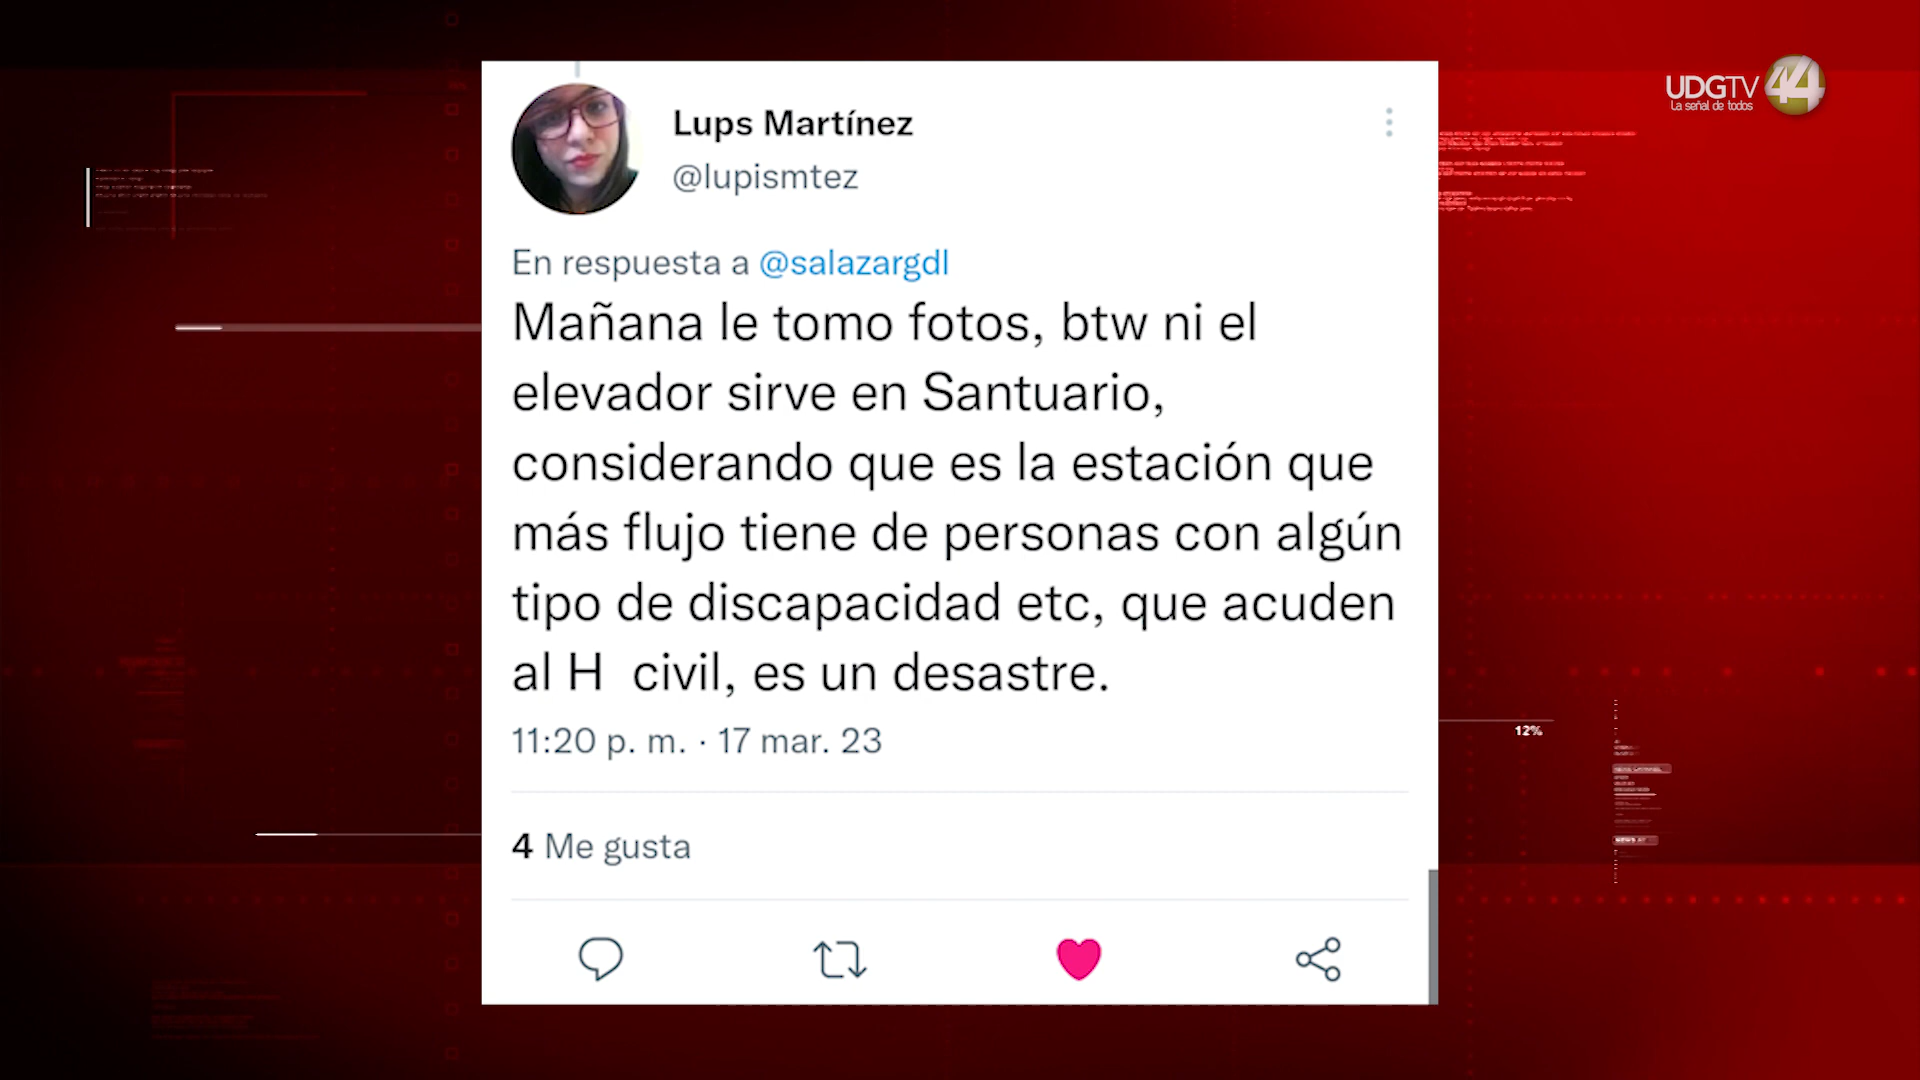 UDGTV 44
La señal de todos
Lups Martínez
@lupismtez
En respuesta a @salazargdl
Mañana le tomo fotos, btw ni el
elevador sirve en Santuario,
considerando que es la estación que
más flujo tiene de personas con algún
tipo de discapacidad etc, que acuden
al H  civil, es un desastre.
11:20 p. m. · 17 mar. 23
4 Me gusta
12%